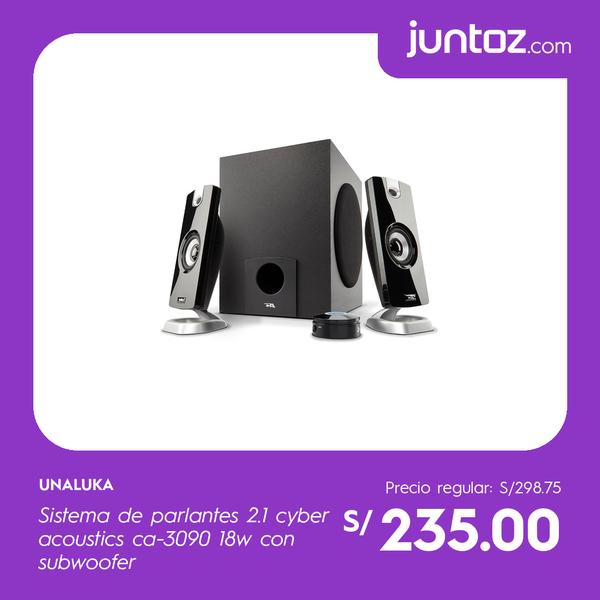 juntoz.com
UNALUKA
Sistema de parlantes 2.1 cyber
acoustics ca-3090 18w con
subwoofer
Precio regular: S/298.75
S/ 235.00